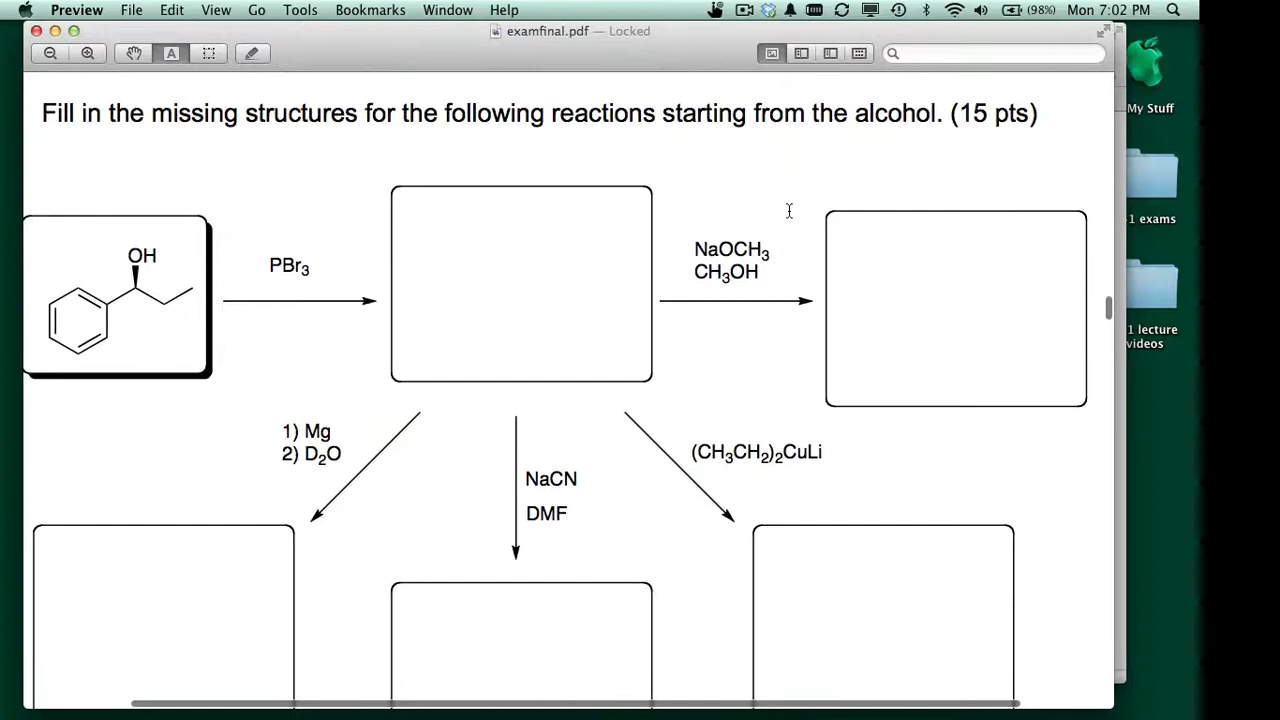 Preview File Edit View Go Tools Bookmarks Window Help (98%) Mon 7:02 PM
examfinal.pdf — Locked
My Stuff
Fill in the missing structures for the following reactions starting from the alcohol. (15 pts)
1 exams
OH
PBr3
NaOCH3
CH3OH
1 lecture
videos
1) Mg
2) D2O
NaCN
DMF
(CH3CH2)2CuLi